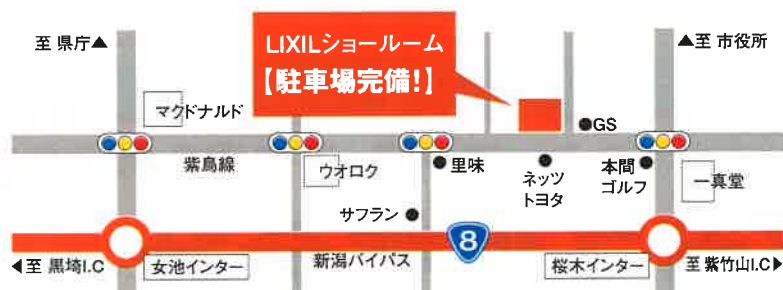 至 県庁▲
LIXILショールーム
【駐車場完備!】
▲至 市役所
マクドナルド
GS
紫鳥線
ウオロク
里味
ネッツ
トヨタ
本間
ゴルフ
一真堂
サフラン
8
◀至 黒埼I.C
女池インター
新潟バイパス
桜木インター
至 紫竹山I.C▶